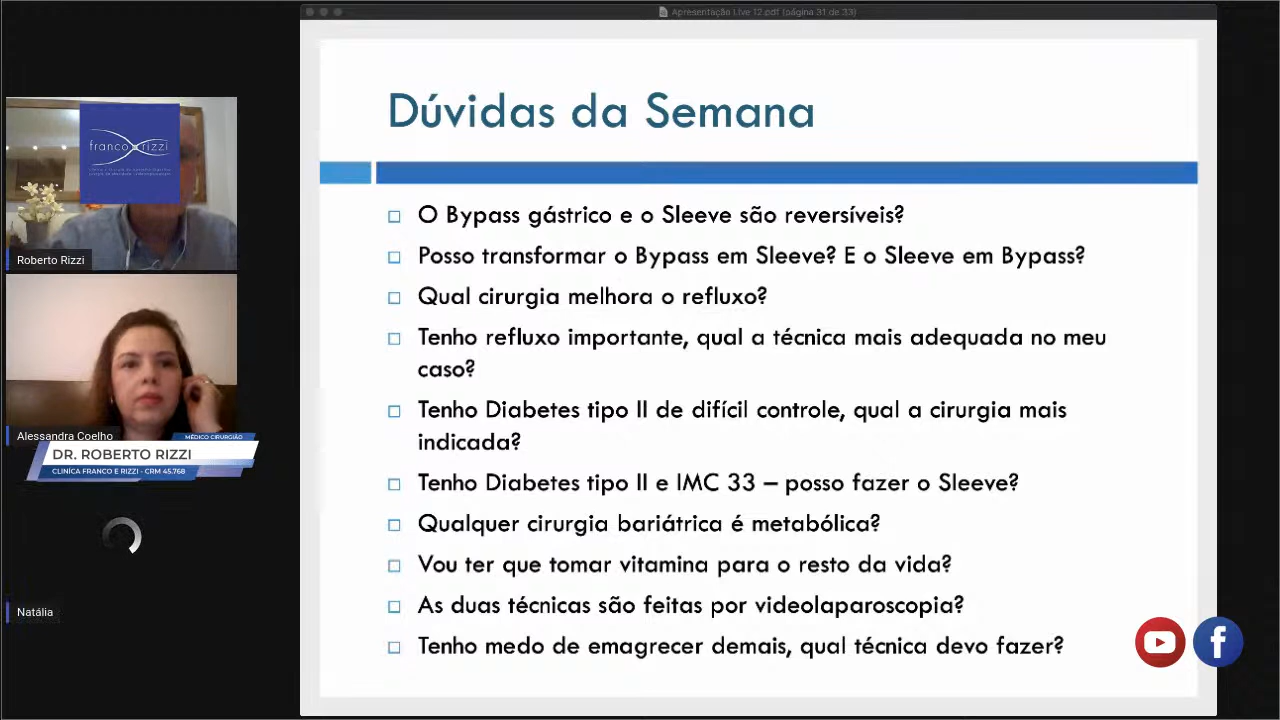 Apresentação Live 12.pdf (página 31 de 33)
Dúvidas da Semana
O Bypass gástrico e o Sleeve são reversíveis?
Posso transformar o Bypass em Sleeve? E o Sleeve em Bypass?
Qual cirurgia melhora o refluxo?
Tenho refluxo importante, qual a técnica mais adequada no meu
caso?
Tenho Diabetes tipo II de difícil controle, qual a cirurgia mais
indicada?
Tenho Diabetes tipo II e IMC 33 – posso fazer o Sleeve?
Qualquer cirurgia bariátrica é metabólica?
Vou ter que tomar vitamina para o resto da vida?
As duas técnicas são feitas por videolaparoscopia?
Tenho medo de emagrecer demais, qual técnica devo fazer?
franco rizzi
Roberto Rizzi
Alessandra Coelho
MÉDICO CIRURGIÃO
DR. ROBERTO RIZZI
CLINÍCA FRANCO E RIZZI - CRM 45.768
Natália